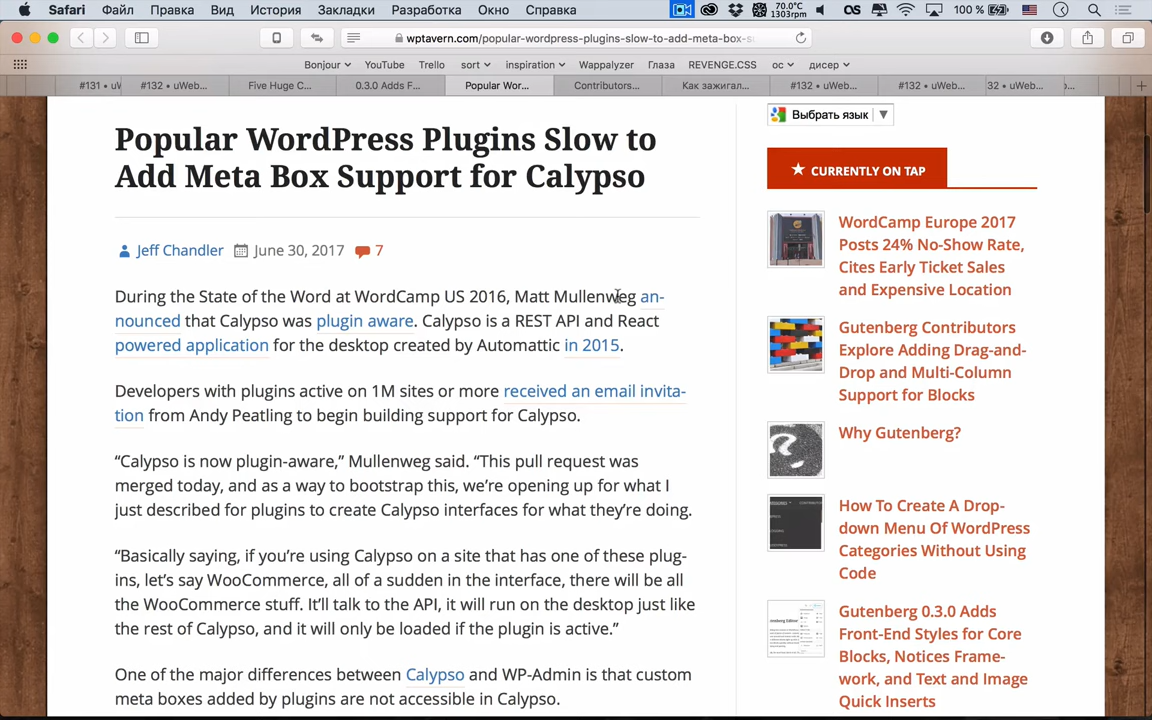 Safari Файл Правка Вид История Закладки Разработка Окно Справка
70.0°C
1303rpm
100 %
wptavern.com/popular-wordpress-plugins-slow-to-add-meta-box-s
Bonjour YouTube Trello sort inspiration Wappalyzer Глаза REVENGE.CSS ос дисер
#131 • uW #132 • uWeb... Five Huge C... 0.3.0 Adds F... Popular Wor... Contributors... Как зажигал... #132 • uWeb... #132 • uWeb... 32 • uWeb...
Popular WordPress Plugins Slow to
Add Meta Box Support for Calypso
Jeff Chandler June 30, 2017 7
During the State of the Word at WordCamp US 2016, Matt Mullenweg an-
nounced that Calypso was plugin aware. Calypso is a REST API and React
powered application for the desktop created by Automattic in 2015.
Developers with plugins active on 1M sites or more received an email invita-
tion from Andy Peatling to begin building support for Calypso.
“Calypso is now plugin-aware,” Mullenweg said. “This pull request was
merged today, and as a way to bootstrap this, we’re opening up for what I
just described for plugins to create Calypso interfaces for what they’re doing.
“Basically saying, if you’re using Calypso on a site that has one of these plug-
ins, let’s say WooCommerce, all of a sudden in the interface, there will be all
the WooCommerce stuff. It’ll talk to the API, it will run on the desktop just like
the rest of Calypso, and it will only be loaded if the plugin is active.”
One of the major differences between Calypso and WP-Admin is that custom
meta boxes added by plugins are not accessible in Calypso.
Выбрать язык
CURRENTLY ON TAP
WordCamp Europe 2017
Posts 24% No-Show Rate,
Cites Early Ticket Sales
and Expensive Location
Gutenberg Contributors
Explore Adding Drag-and-
Drop and Multi-Column
Support for Blocks
Why Gutenberg?
How To Create A Drop-
down Menu Of WordPress
Categories Without Using
Code
Gutenberg 0.3.0 Adds
Front-End Styles for Core
Blocks, Notices Frame-
work, and Text and Image
Quick Inserts